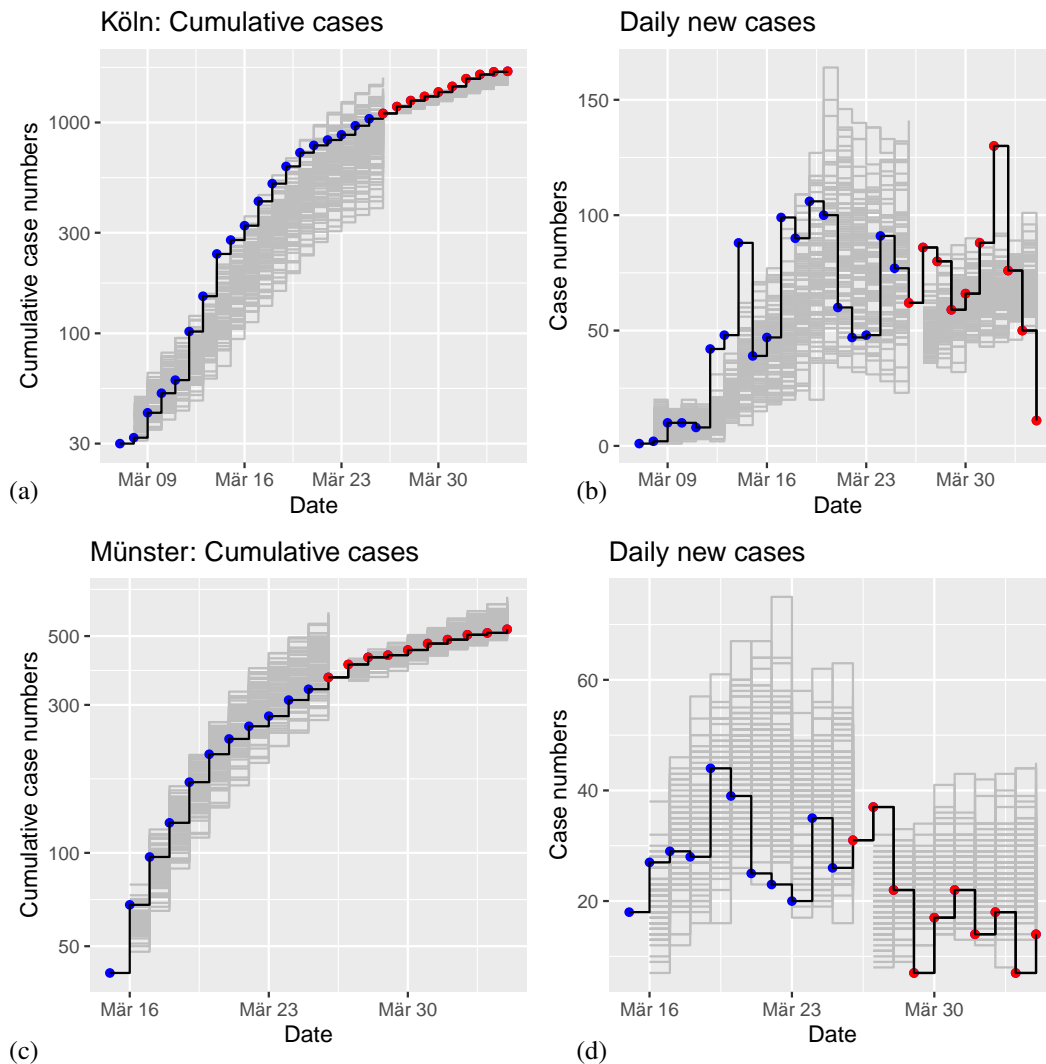 Köln: Cumulative cases
Cumulative case numbers
1000
300
100
30
Mär 09
Mär 16
Mär 23
Mär 30
Date
(a)
Daily new cases
Case numbers
150
100
50
0
Mär 09
Mär 16
Mär 23
Mär 30
Date
(b)
Münster: Cumulative cases
Cumulative case numbers
500
300
100
50
Mär 16
Mär 23
Mär 30
Date
(c)
Daily new cases
Case numbers
60
40
20
Mär 16
Mär 23
Mär 30
Date
(d)